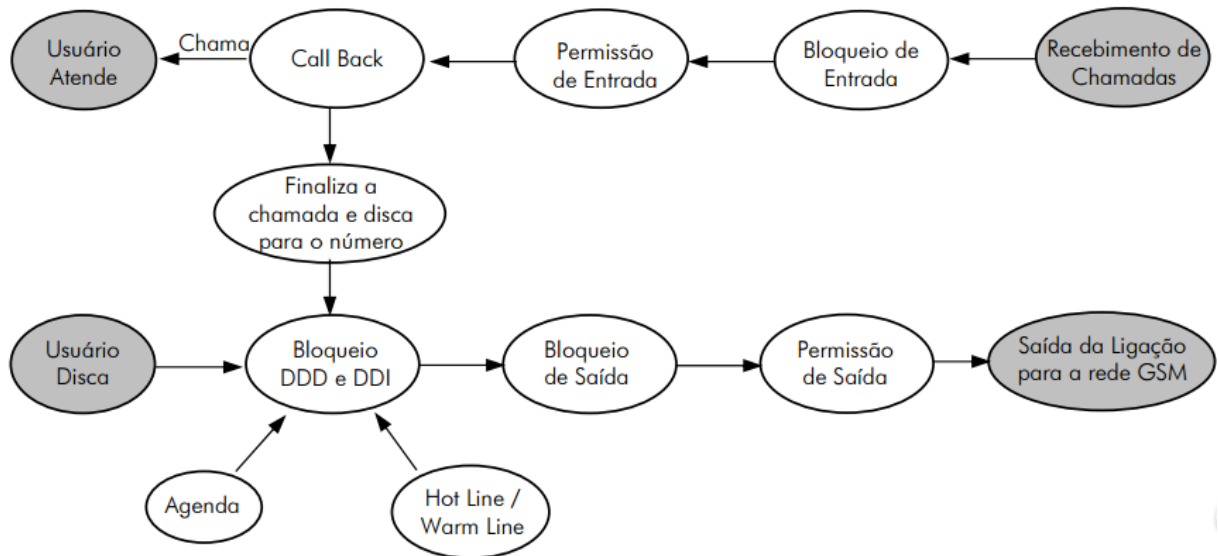 Usuário
Atende
Chama
Call Back
Permissão
de Entrada
Bloqueio de
Entrada
Recebimento de
Chamadas
Finaliza a
chamada e disca
para o número
Usuário
Disca
Bloqueio
DDD e DDI
Bloqueio
de Saída
Permissão
de Saída
Saída da Ligação
para a rede GSM
Agenda
Hot Line /
Warm Line